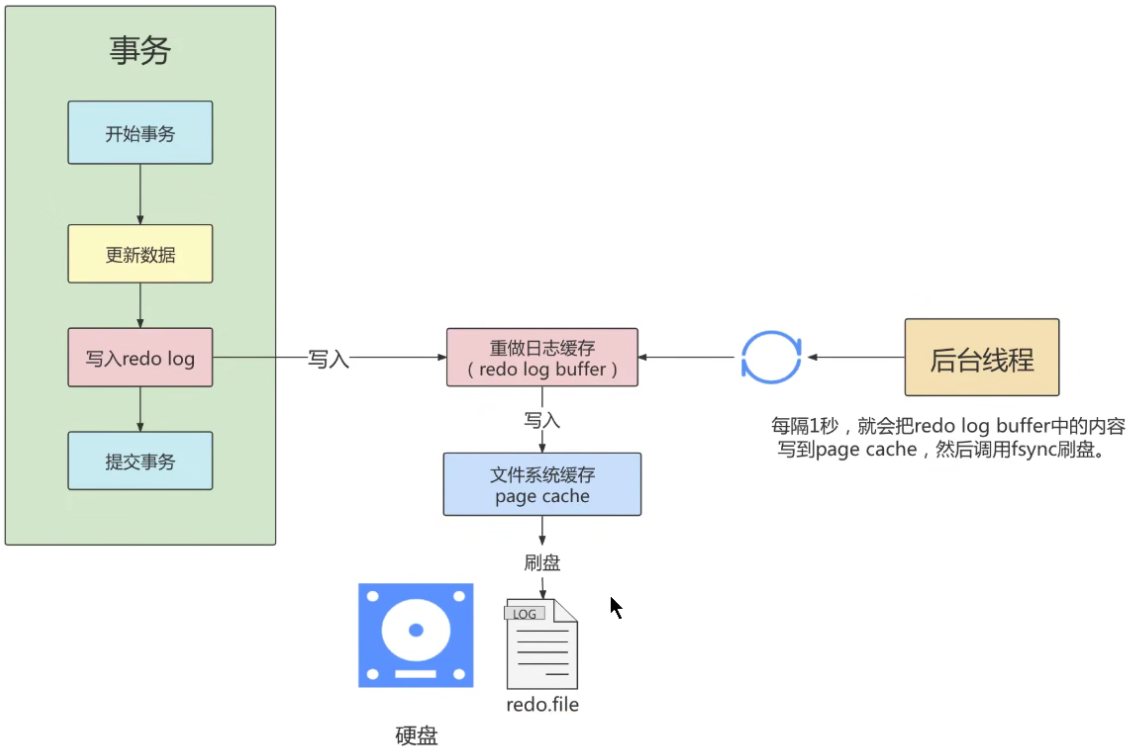 事务
开始事务
更新数据
写入redo log
提交事务
写入
重做日志缓存
（redo log buffer）
写入
文件系统缓存
page cache
刷盘
LOG
redo.file
硬盘
后台线程
每隔1秒，就会把redo log buffer中的内容
写到page cache，然后调用fsync刷盘。